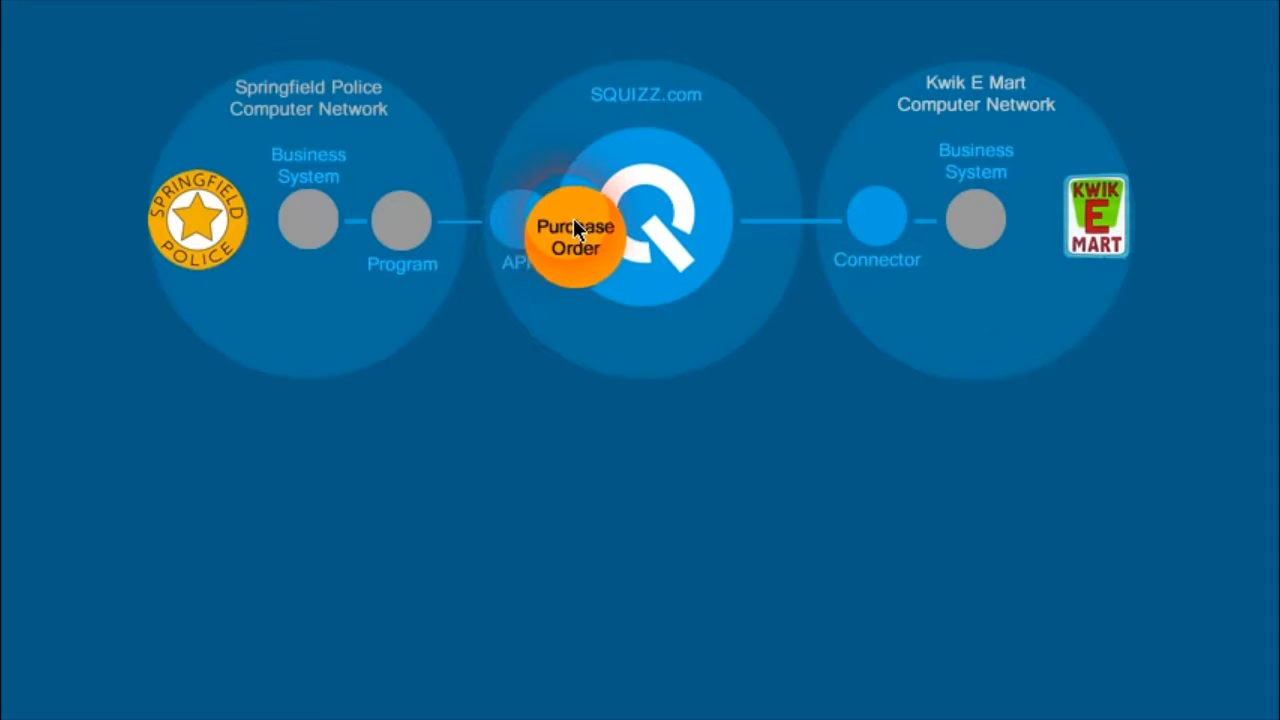 Springfield Police
Computer Network
Business
System
Program
SPRINGFIELD
POLICE
SQUIZZ.com
API
Purchase
Order
Kwik E Mart
Computer Network
Business
System
Connector
KWIK
E
MART